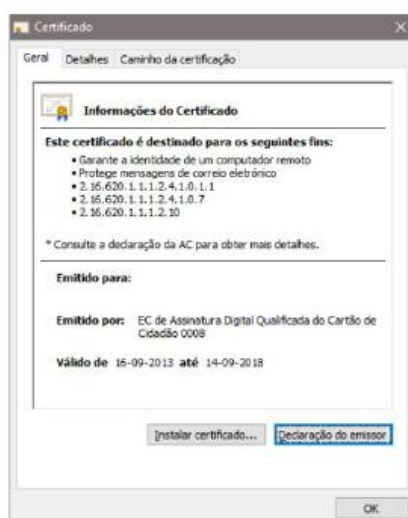 Certificado
Geral Detalhes Caminho da certificação
Informações do Certificado
Este certificado é destinado para os seguintes fins:
• Garante a identidade de um computador remoto
• Protege mensagens de correio eletrónico
• 2.16.620.1.1.1.2.4.1.0.1.1
• 2.16.620.1.1.1.2.4.1.0.7
• 2.16.620.1.1.1.2.10
* Consulte a declaração da AC para obter mais detalhes.
Emitido para:
Emitido por: EC de Assinatura Digital Qualificada do Cartão de
Cidadão 0008
Válido de 16-09-2013 até 14-09-2018
Instalar certificado... Declaração do emissor
OK